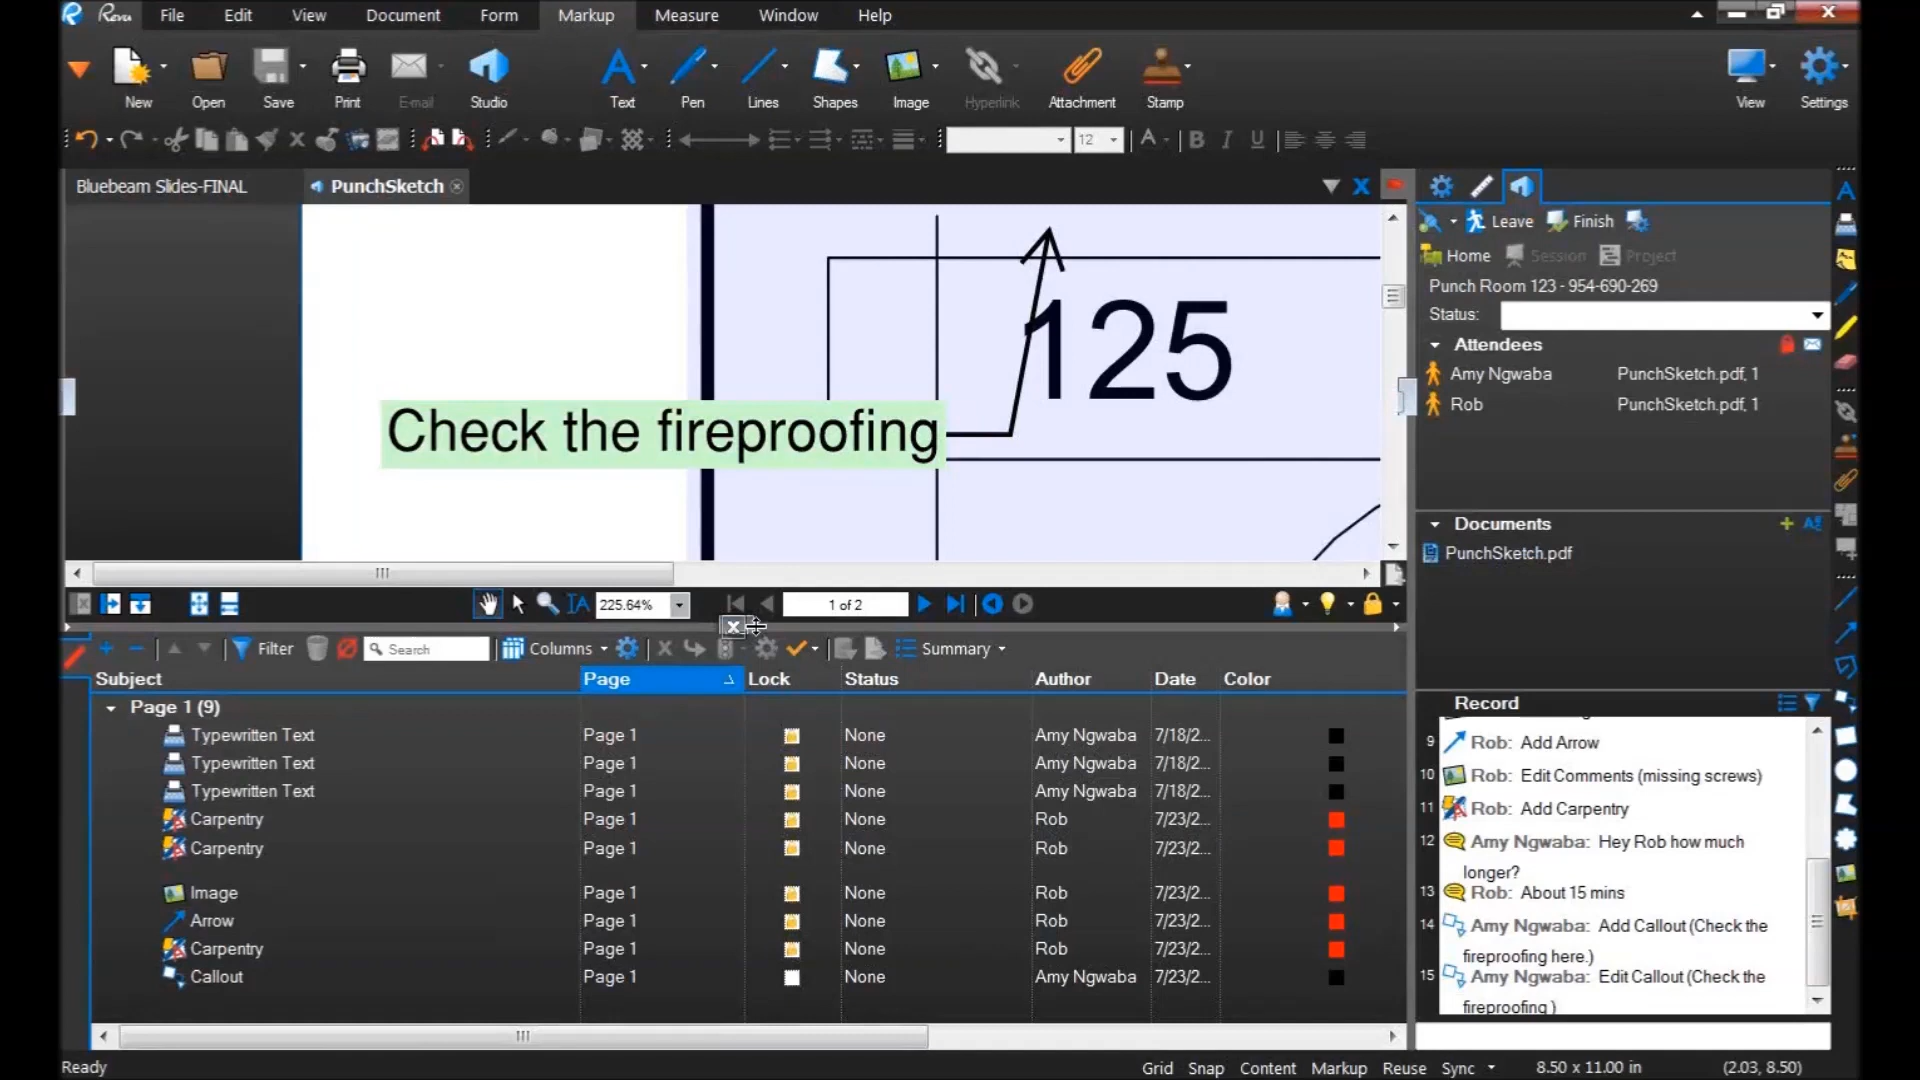 Revu File Edit View Document Form Markup Measure Window Help
New Open Save Print E-mail Studio Text Pen Lines Shapes Image Hyperlink Attachment Stamp View Settings
12 A B I U
Bluebeam Slides-FINAL PunchSketch
Leave Finish
Home Session Project
Punch Room 123 - 954-690-269
Status:
Attendees
Amy Ngwaba PunchSketch.pdf, 1
Rob PunchSketch.pdf, 1
125
Check the fireproofing
Documents
PunchSketch.pdf
225.64% 1 of 2
Filter Search Columns Summary
Subject Page Lock Status Author Date Color
Page 1 (9)
Typewritten Text Page 1 None Amy Ngwaba 7/18/2...
Typewritten Text Page 1 None Amy Ngwaba 7/18/2...
Typewritten Text Page 1 None Amy Ngwaba 7/18/2...
Carpentry Page 1 None Rob 7/23/2...
Carpentry Page 1 None Rob 7/23/2...
Image Page 1 None Rob 7/23/2...
Arrow Page 1 None Rob 7/23/2...
Carpentry Page 1 None Rob 7/23/2...
Callout Page 1 None Amy Ngwaba 7/23/2...
Record
9 Rob: Add Arrow
10 Rob: Edit Comments (missing screws)
11 Rob: Add Carpentry
12 Amy Ngwaba: Hey Rob how much
longer?
13 Rob: About 15 mins
14 Amy Ngwaba: Add Callout (Check the
fireproofing here.)
15 Amy Ngwaba: Edit Callout (Check the
fireproofing )
Ready Grid Snap Content Markup Reuse Sync 8.50 x 11.00 in (2.03, 8.50)